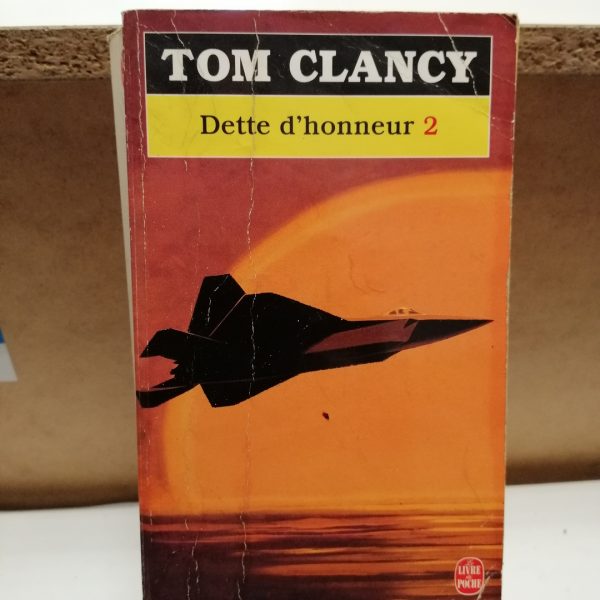 TOM CLANCY
Dette d'honneur 2
LE LIVRE
DE POCHE